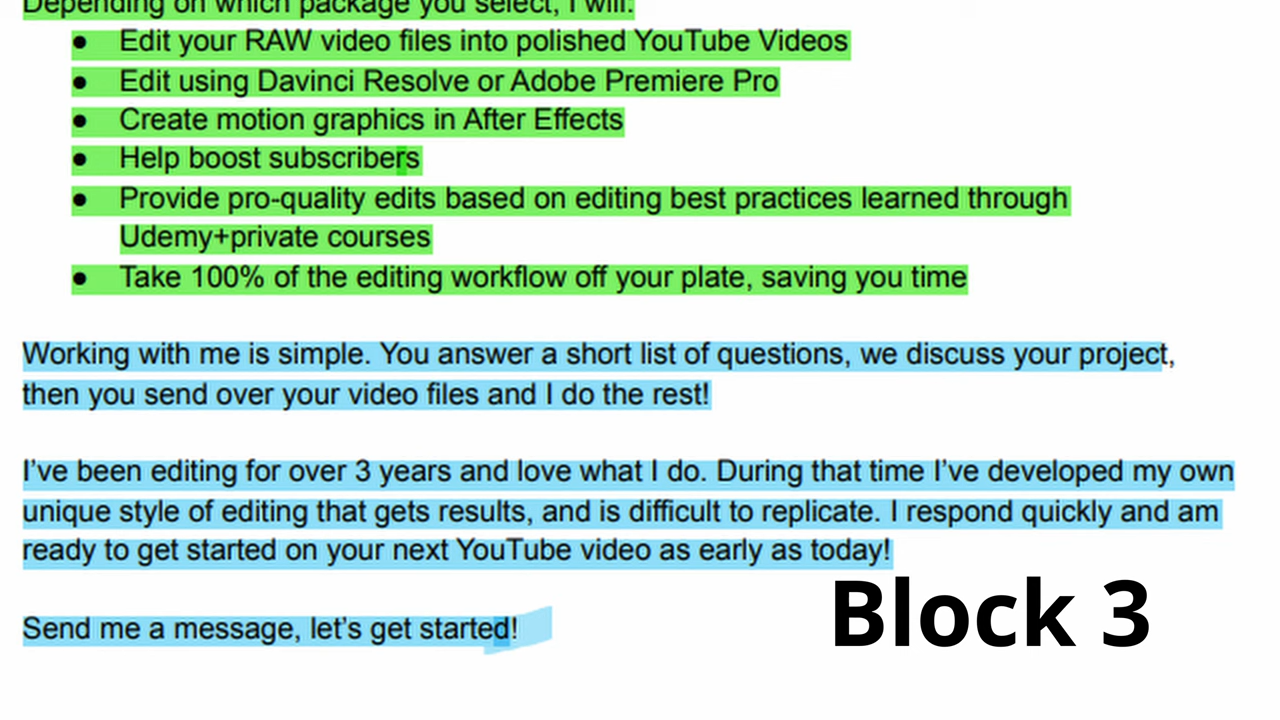 Depending on which package you select, I will:
● Edit your RAW video files into polished YouTube Videos
● Edit using Davinci Resolve or Adobe Premiere Pro
● Create motion graphics in After Effects
● Help boost subscribers
● Provide pro-quality edits based on editing best practices learned through
Udemy+private courses
● Take 100% of the editing workflow off your plate, saving you time
Working with me is simple. You answer a short list of questions, we discuss your project,
then you send over your video files and I do the rest!
I’ve been editing for over 3 years and love what I do. During that time I’ve developed my own
unique style of editing that gets results, and is difficult to replicate. I respond quickly and am
ready to get started on your next YouTube video as early as today!
Send me a message, let’s get started!
Block 3